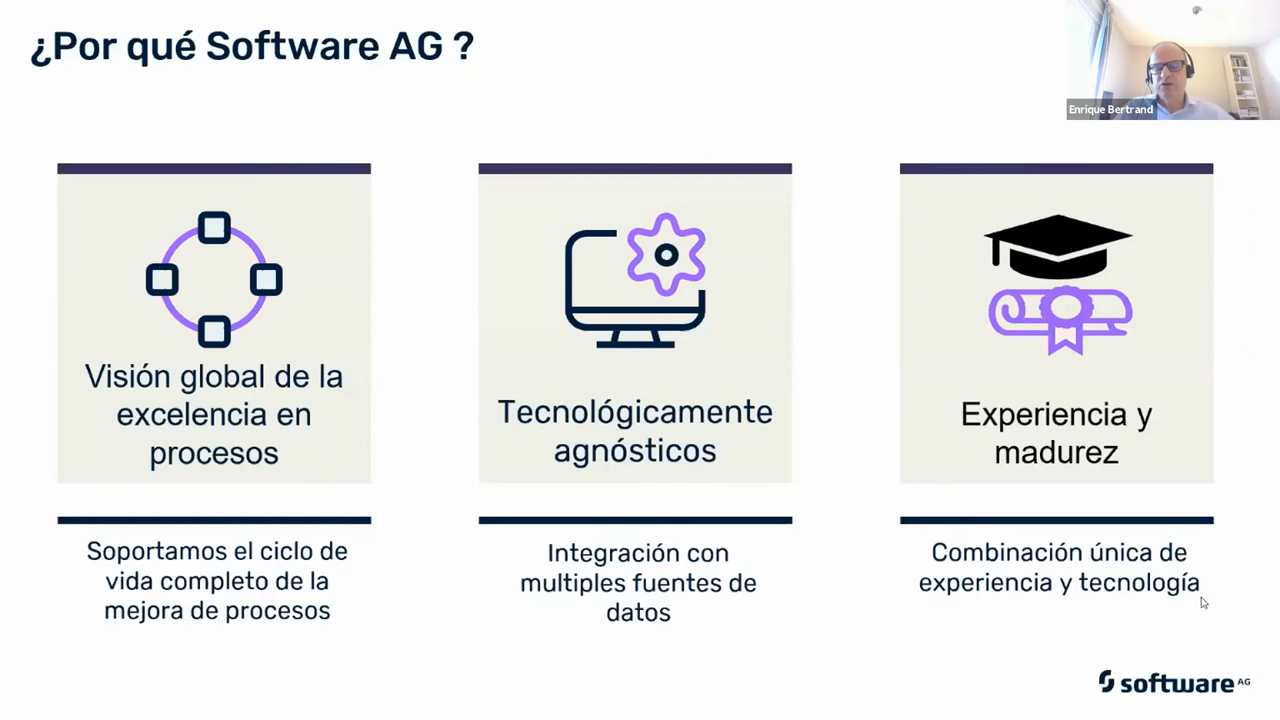 ¿Por qué Software AG ?
Enrique Bertrand
Visión global de la
excelencia en
procesos
Soportamos el ciclo de
vida completo de la
mejora de procesos
Tecnológicamente
agnósticos
Integración con
multiples fuentes de
datos
Experiencia y
madurez
Combinación única de
experiencia y tecnología
software AG